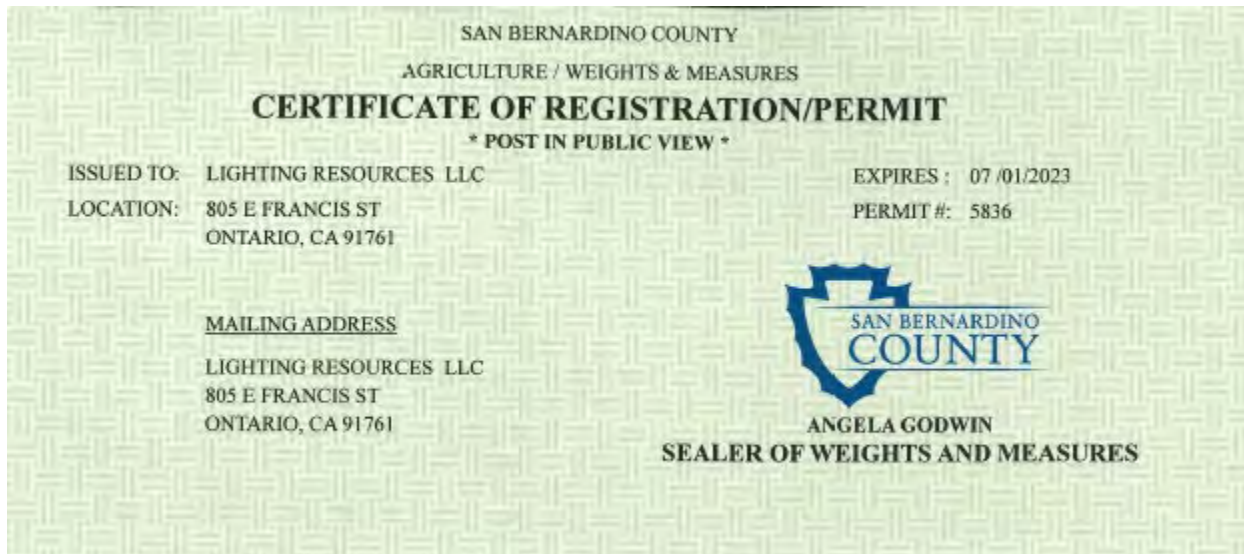 SAN BERNARDINO COUNTY
AGRICULTURE / WEIGHTS & MEASURES
CERTIFICATE OF REGISTRATION/PERMIT
* POST IN PUBLIC VIEW *
ISSUED TO: LIGHTING RESOURCES LLC
EXPIRES : 07 /01/2023
LOCATION: 805 E FRANCIS ST
PERMIT #: 5836
ONTARIO, CA 91761
MAILING ADDRESS
LIGHTING RESOURCES LLC
805 E FRANCIS ST
ONTARIO, CA 91761
SAN BERNARDINO
COUNTY
ANGELA GODWIN
SEALER OF WEIGHTS AND MEASURES